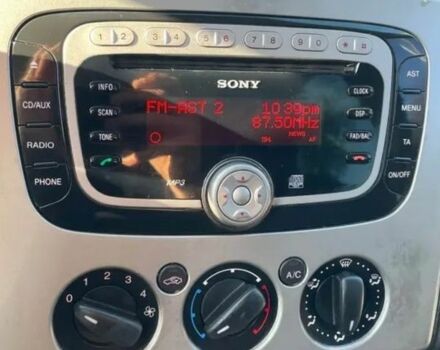 1 2 3 4 5 6 7 8 9 0 * #
SONY
INFO
SCAN
TONE
CD/AUX
RADIO
PHONE
FM-AST 2
10:39pm
87.50MHz
NEWS
AF
CLOCK
DSP
FAD/BAL
AST
MENU
TA
ON/OFF
MP3
0 1 2 3 4
A/C